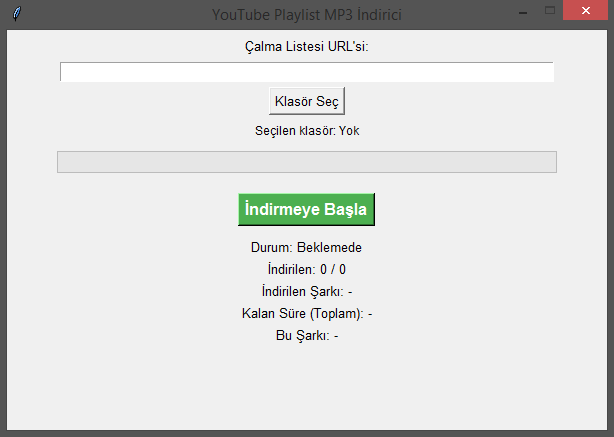 YouTube Playlist MP3 İndirici
Çalma Listesi URL'si:
Klasör Seç
Seçilen klasör: Yok
İndirmeye Başla
Durum: Beklemede
İndirilen: 0 / 0
İndirilen Şarkı: -
Kalan Süre (Toplam): -
Bu Şarkı: -